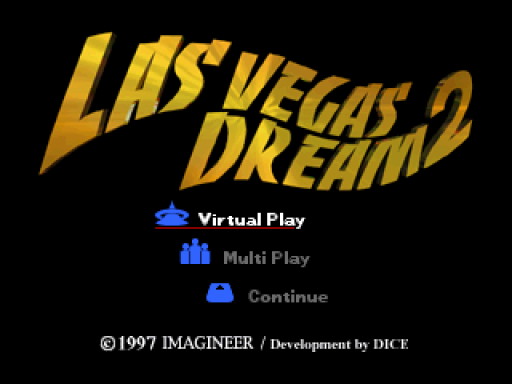 LAS VEGAS
DREAM 2
Virtual Play
Multi Play
Continue
©1997 IMAGINEER / Development by DICE